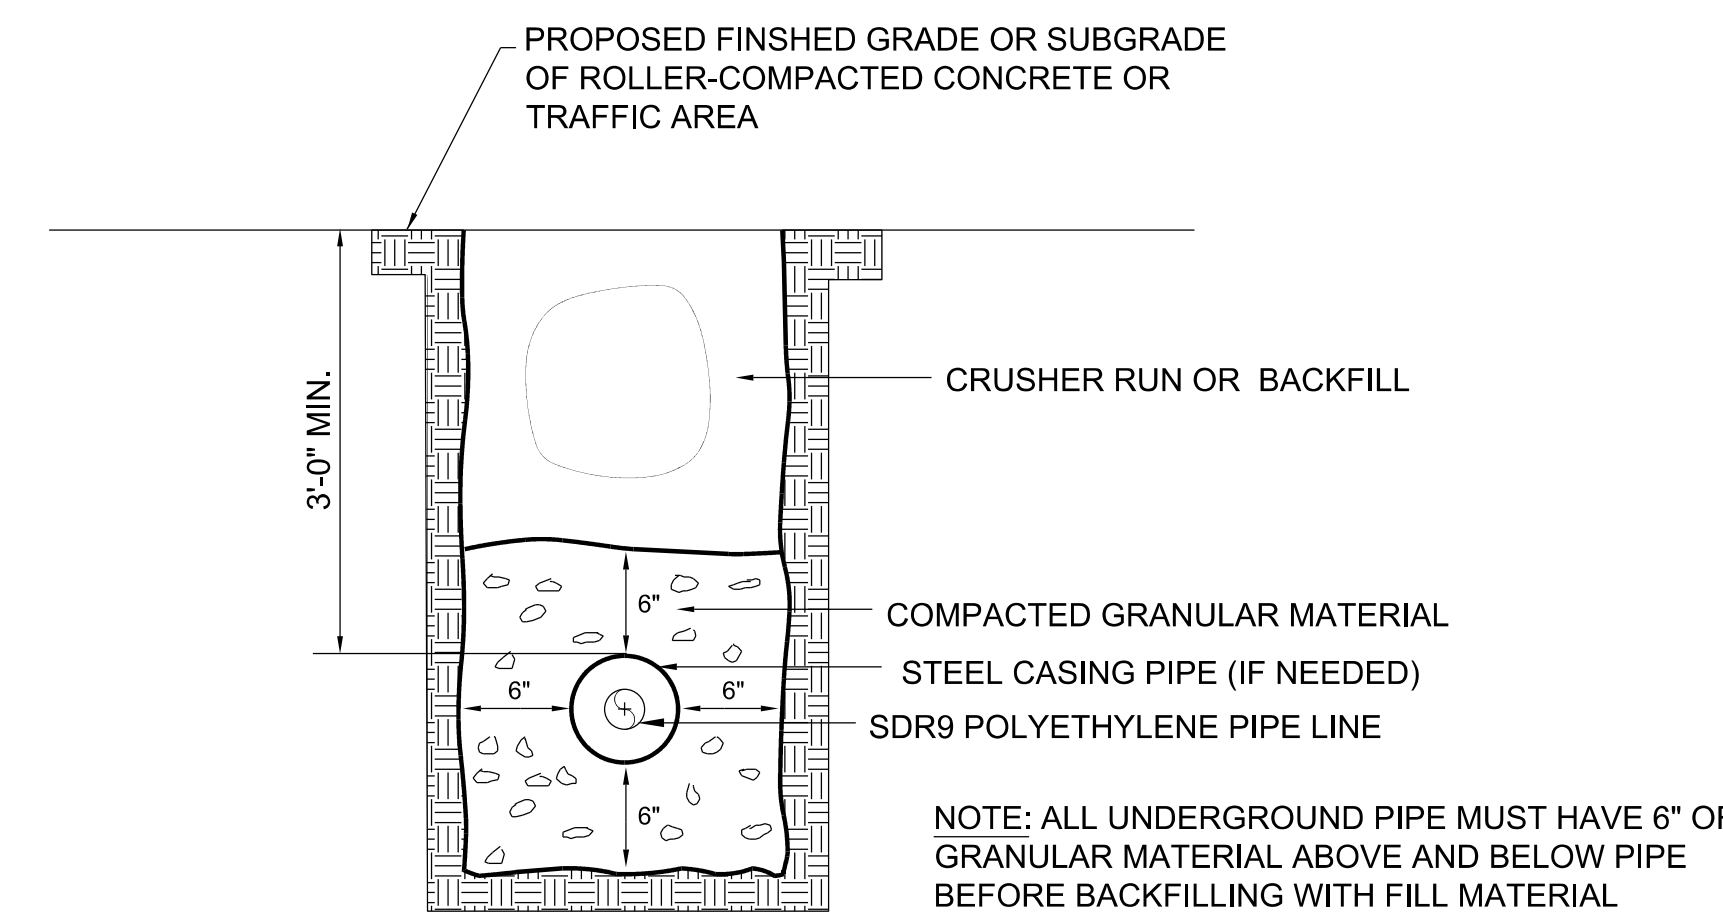 PROPOSED FINSHED GRADE OR SUBGRADE
OF ROLLER-COMPACTED CONCRETE OR
TRAFFIC AREA
3'-0" MIN.
CRUSHER RUN OR BACKFILL
6"
COMPACTED GRANULAR MATERIAL
STEEL CASING PIPE (IF NEEDED)
6"
6"
SDR9 POLYETHYLENE PIPE LINE
6"
NOTE: ALL UNDERGROUND PIPE MUST HAVE 6"
GRANULAR MATERIAL ABOVE AND BELOW PIPE
BEFORE BACKFILLING WITH FILL MATERIAL